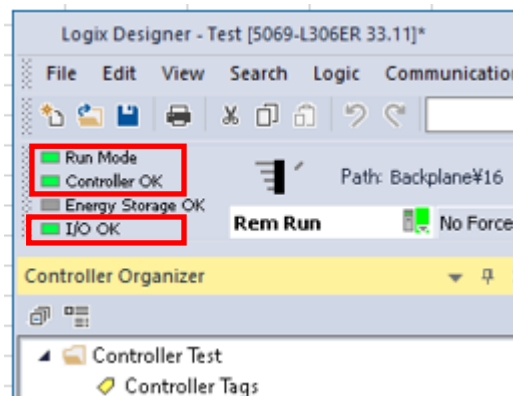 Logix Designer - Test [5069-L306ER 33.11]*
File Edit View Search Logic Communication
Run Mode
Controller OK
Path: Backplane¥16
Energy Storage OK
I/O OK
Rem Run
No Force
Controller Organizer
Controller Test
Controller Tags